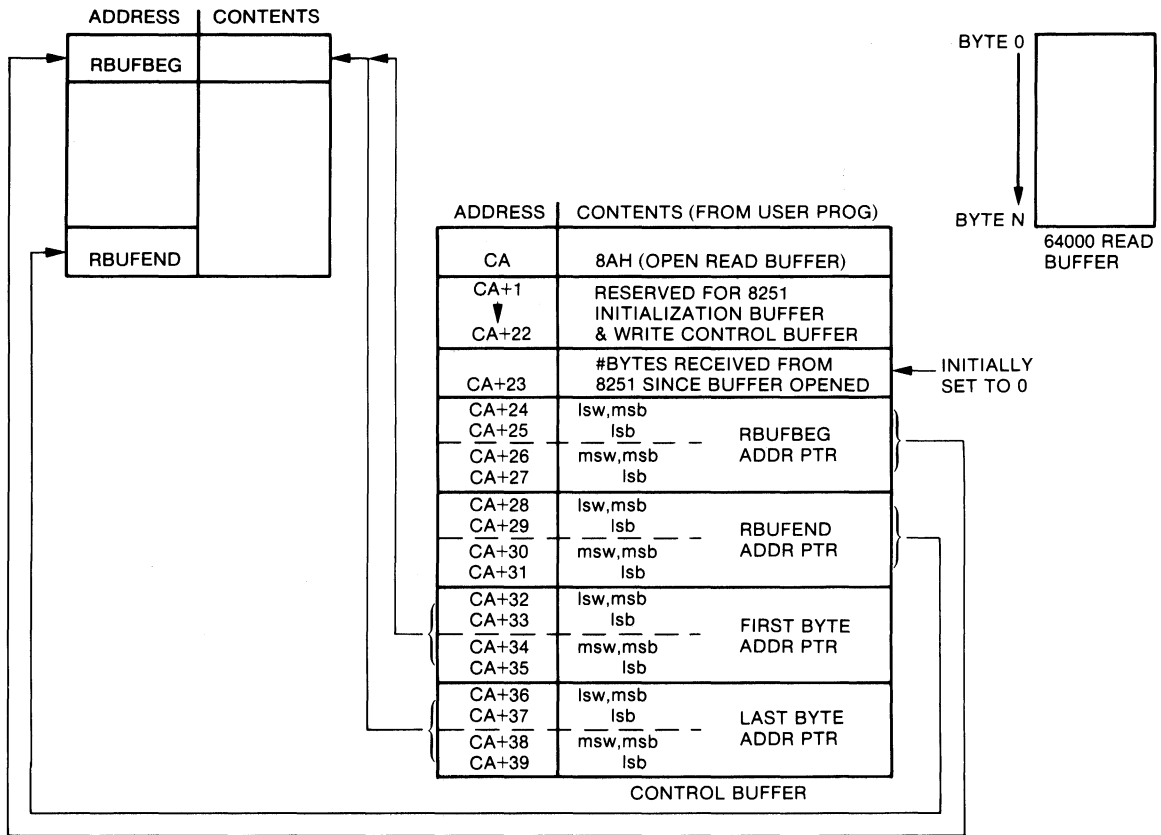 ADDRESS CONTENTS
RBUFBEG
RBUFEND
BYTE 0
BYTE N
64000 READ
BUFFER
ADDRESS CONTENTS (FROM USER PROG)
CA 8AH (OPEN READ BUFFER)
CA+1 RESERVED FOR 8251
INITIALIZATION BUFFER
CA+22 & WRITE CONTROL BUFFER
#BYTES RECEIVED FROM
CA+23 8251 SINCE BUFFER OPENED
INITIALLY
SET TO 0
CA+24 lsw,msb
CA+25 lsb RBUFBEG
CA+26 msw,msb ADDR PTR
CA+27 lsb
CA+28 lsw,msb
CA+29 lsb RBUFEND
CA+30 msw,msb ADDR PTR
CA+31 lsb
CA+32 lsw,msb
CA+33 lsb FIRST BYTE
CA+34 msw,msb ADDR PTR
CA+35 lsb
CA+36 lsw,msb
CA+37 lsb LAST BYTE
CA+38 msw,msb ADDR PTR
CA+39 lsb
CONTROL BUFFER